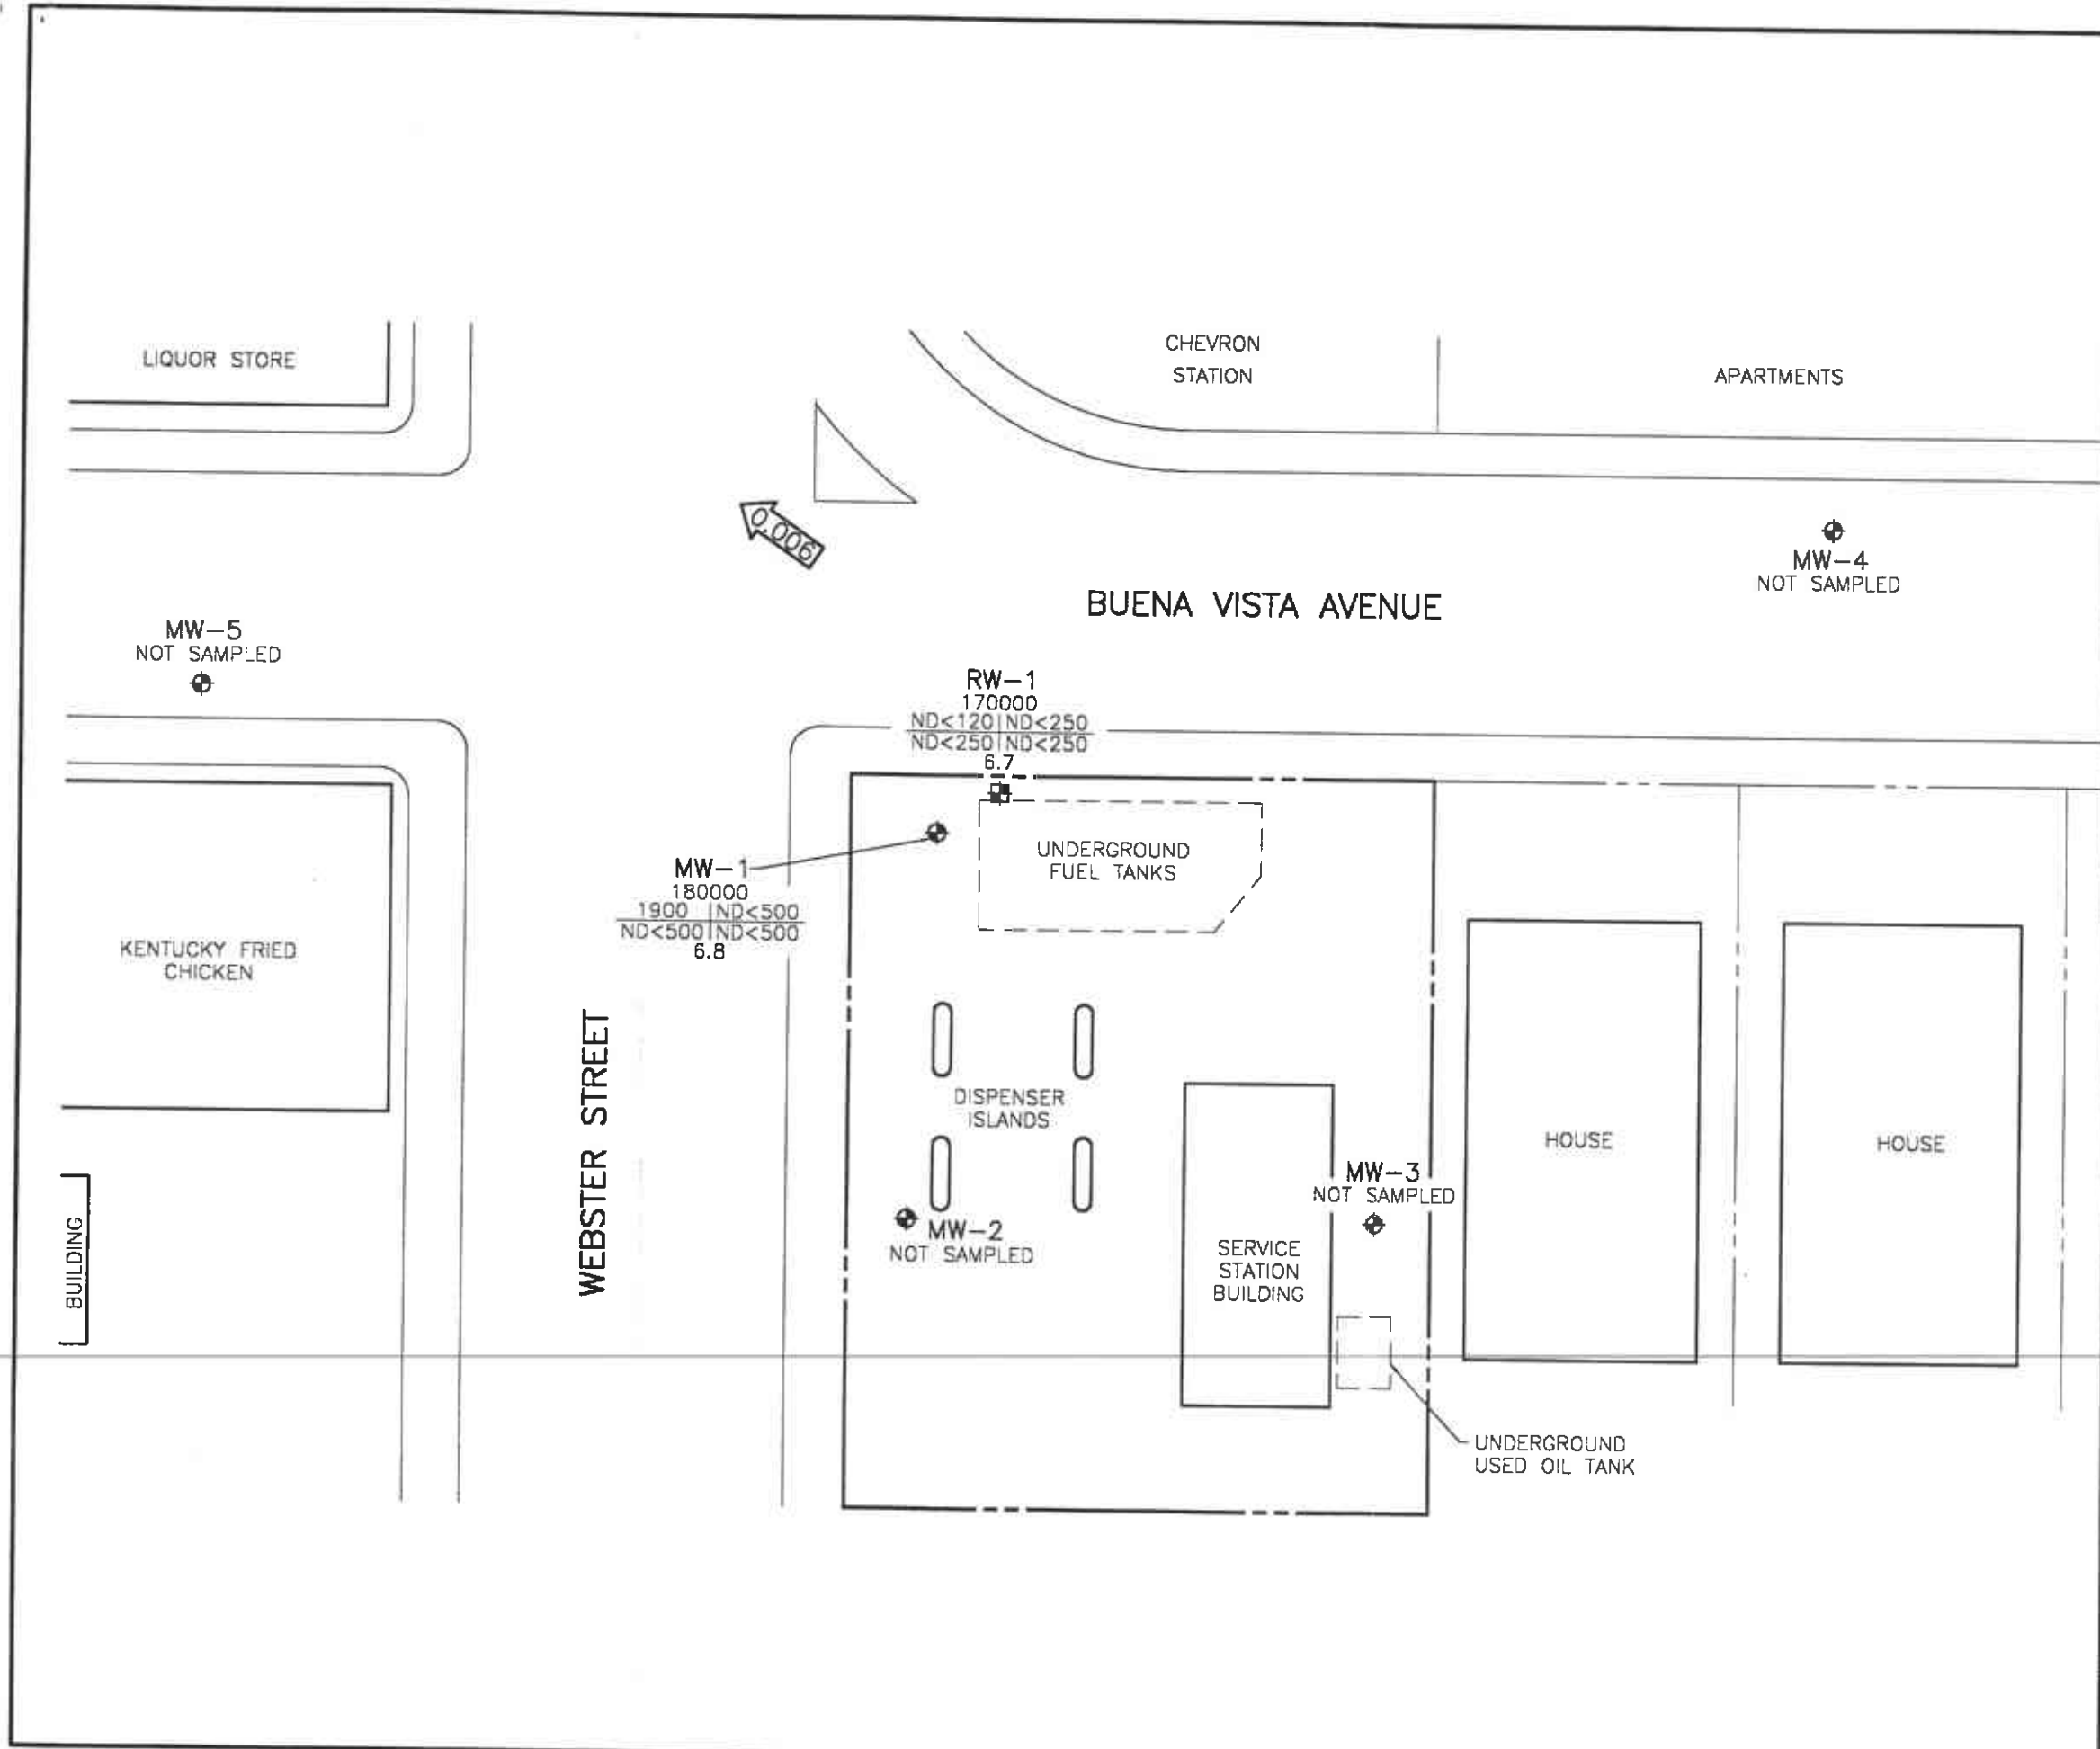 LIQUOR STORE
CHEVRON
STATION
APARTMENTS
0.006
MW-4
NOT SAMPLED
BUENA VISTA AVENUE
MW-5
NOT SAMPLED
RW-1
170000
ND<120|ND<250
ND<250|ND<250
6.7
UNDERGROUND
FUEL TANKS
MW-1
180000
1900 |ND<500
ND<500|ND<500
6.8
KENTUCKY FRIED
CHICKEN
WEBSTER STREET
DISPENSER
ISLANDS
HOUSE
HOUSE
MW-3
NOT SAMPLED
MW-2
NOT SAMPLED
BUILDING
SERVICE
STATION
BUILDING
UNDERGROUND
USED OIL TANK